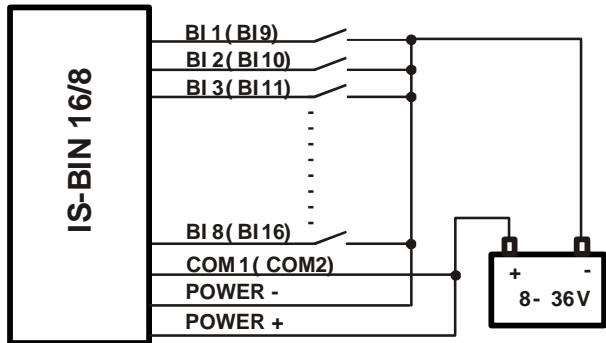 IS-BIN 16/8
BI 1( BI9)
BI 2( BI10)
BI 3( BI11)
BI 8( BI16)
COM 1( COM2)
POWER -
POWER +
+ -
8- 36V